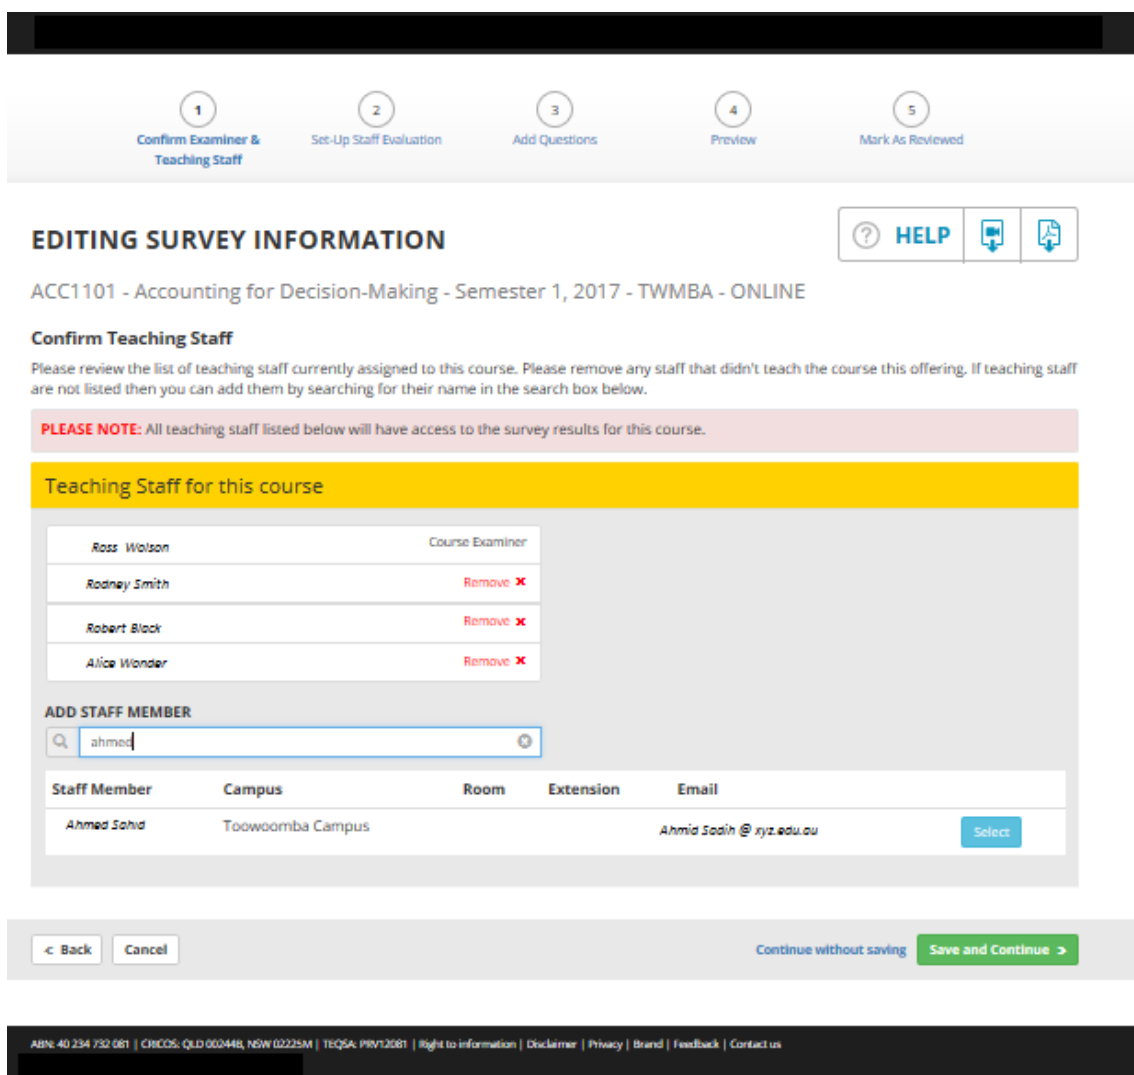 1
2
3
4
5
Confirm Examiner &
Teaching Staff
Set-Up Staff Evaluation
Add Questions
Preview
Mark As Reviewed
EDITING SURVEY INFORMATION
? HELP
ACC1101 - Accounting for Decision-Making - Semester 1, 2017 - TWMBA - ONLINE
Confirm Teaching Staff
Please review the list of teaching staff currently assigned to this course. Please remove any staff that didn't teach the course this offering. If teaching staff
are not listed then you can add them by searching for their name in the search box below.
PLEASE NOTE: All teaching staff listed below will have access to the survey results for this course.
Teaching Staff for this course
Ross Wolson Course Examiner
Rodney Smith Remove ✖
Robert Black Remove ✖
Alice Wonder Remove ✖
ADD STAFF MEMBER
ahmed
Staff Member Campus Room Extension Email
Ahmed Sahid Toowoomba Campus Ahmid Sadih @ xyz.edu.au Select
< Back Cancel Continue without saving Save and Continue >
ABN: 40 234 732 081 | CRICOS: QLD 00244B, NSW 02225M | TEQSA: PRV12081 | Right to information | Disclaimer | Privacy | Brand | Feedback | Contact us